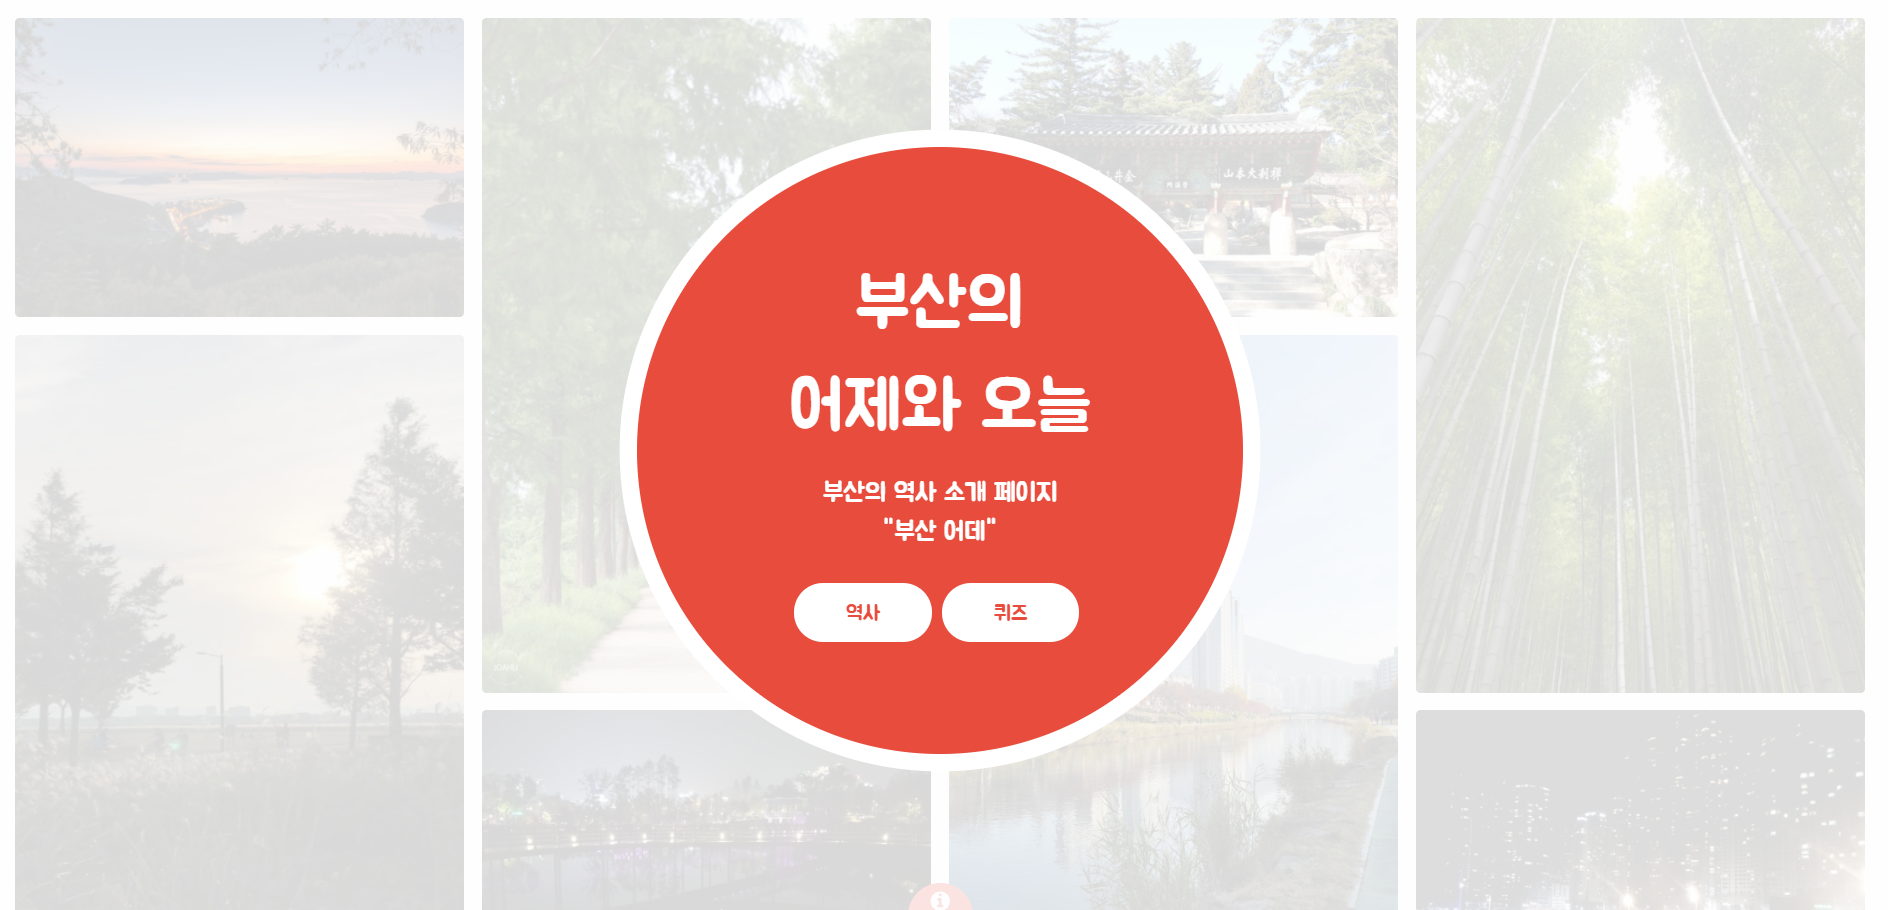 부산의
어제와 오늘
부산의 역사 소개 페이지
"부산 어데"
역사
퀴즈